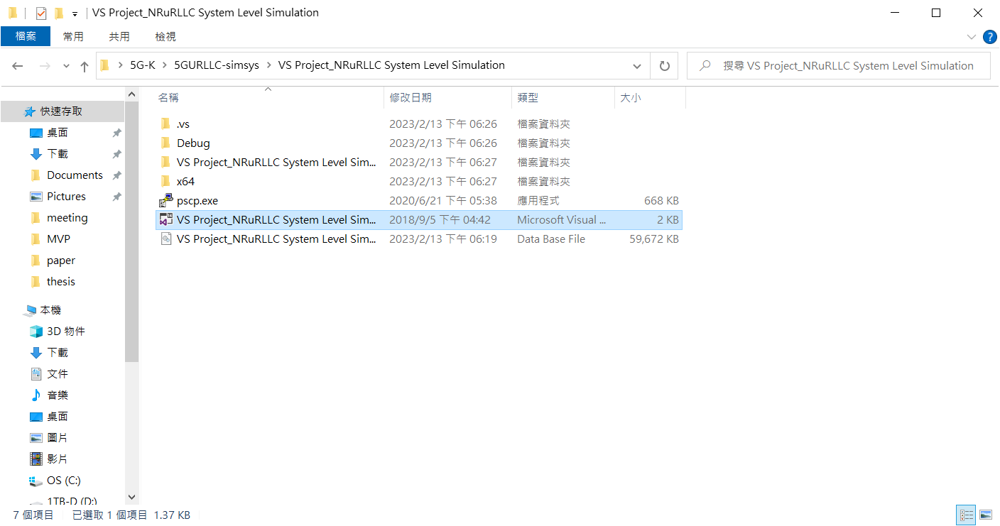 VS Project_NRuRLLC System Level Simulation
檔案 常用 共用 檢視
5G-K > 5GURLLC-simsys > VS Project_NRuRLLC System Level Simulation
搜尋 VS Project_NRuRLLC System Level Simulation
快速存取
桌面
下載
Documents
Pictures
meeting
MVP
paper
thesis
本機
3D 物件
下載
文件
音樂
桌面
圖片
影片
OS (C:)
1TB-D (D:)
名稱 修改日期 類型 大小
.vs 2023/2/13 下午 06:26 檔案資料夾
Debug 2023/2/13 下午 06:26 檔案資料夾
VS Project_NRuRLLC System Level Sim... 2023/2/13 下午 06:27 檔案資料夾
x64 2023/2/13 下午 06:27 檔案資料夾
pscp.exe 2020/6/21 下午 05:38 應用程式 668 KB
VS Project_NRuRLLC System Level Sim... 2018/9/5 下午 04:42 Microsoft Visual ... 2 KB
VS Project_NRuRLLC System Level Sim... 2023/2/13 下午 06:19 Data Base File 59,672 KB
7 個項目 已選取 1 個項目 1.37 KB